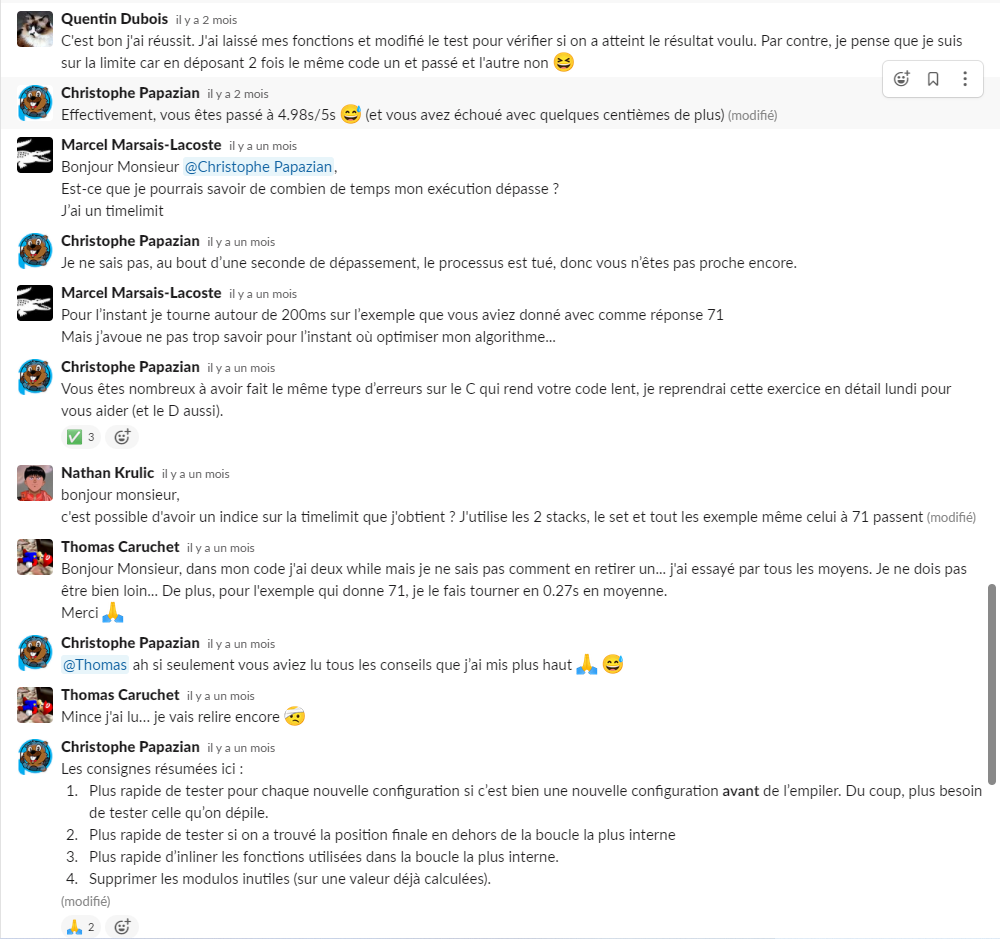 Quentin Dubois il y a 2 mois
C'est bon j'ai réussit. J'ai laissé mes fonctions et modifié le test pour vérifier si on a atteint le résultat voulu. Par contre, je pense que je suis
sur la limite car en déposant 2 fois le même code un et passé et l'autre non 😆
Christophe Papazian il y a 2 mois
Effectivement, vous êtes passé à 4.98s/5s 😅 (et vous avez échoué avec quelques centièmes de plus) (modifié)
Marcel Marsais-Lacoste il y a un mois
Bonjour Monsieur @Christophe Papazian,
Est-ce que je pourrais savoir de combien de temps mon exécution dépasse ?
J'ai un timelimit
Christophe Papazian il y a un mois
Je ne sais pas, au bout d'une seconde de dépassement, le processus est tué, donc vous n'êtes pas proche encore.
Marcel Marsais-Lacoste il y a un mois
Pour l'instant je tourne autour de 200ms sur l'exemple que vous aviez donné avec comme réponse 71
Mais j'avoue ne pas trop savoir pour l'instant où optimiser mon algorithme...
Christophe Papazian il y a un mois
Vous êtes nombreux à avoir fait le même type d'erreurs sur le C qui rend votre code lent, je reprendrai cette exercice en détail lundi pour
vous aider (et le D aussi).
✅ 3
Nathan Krulic il y a un mois
bonjour monsieur,
c'est possible d'avoir un indice sur la timelimit que j'obtient ? J'utilise les 2 stacks, le set et tout les exemple même celui à 71 passent (modifié)
Thomas Caruchet il y a un mois
Bonjour Monsieur, dans mon code j'ai deux while mais je ne sais pas comment en retirer un... j'ai essayé par tous les moyens. Je ne dois pas
être bien loin... De plus, pour l'exemple qui donne 71, je le fais tourner en 0.27s en moyenne.
Merci 🙏
Christophe Papazian il y a un mois
@Thomas ah si seulement vous aviez lu tous les conseils que j'ai mis plus haut 🙏 😅
Thomas Caruchet il y a un mois
Mince j'ai lu... je vais relire encore 🤕
Christophe Papazian il y a un mois
Les consignes résumées ici :
1. Plus rapide de tester pour chaque nouvelle configuration si c'est bien une nouvelle configuration avant de l'empiler. Du coup, plus besoin
de tester celle qu'on dépile.
2. Plus rapide de tester si on a trouvé la position finale en dehors de la boucle la plus interne
3. Plus rapide d'inliner les fonctions utilisées dans la boucle la plus interne.
4. Supprimer les modulos inutiles (sur une valeur déjà calculées).
(modifié)
🙏 2